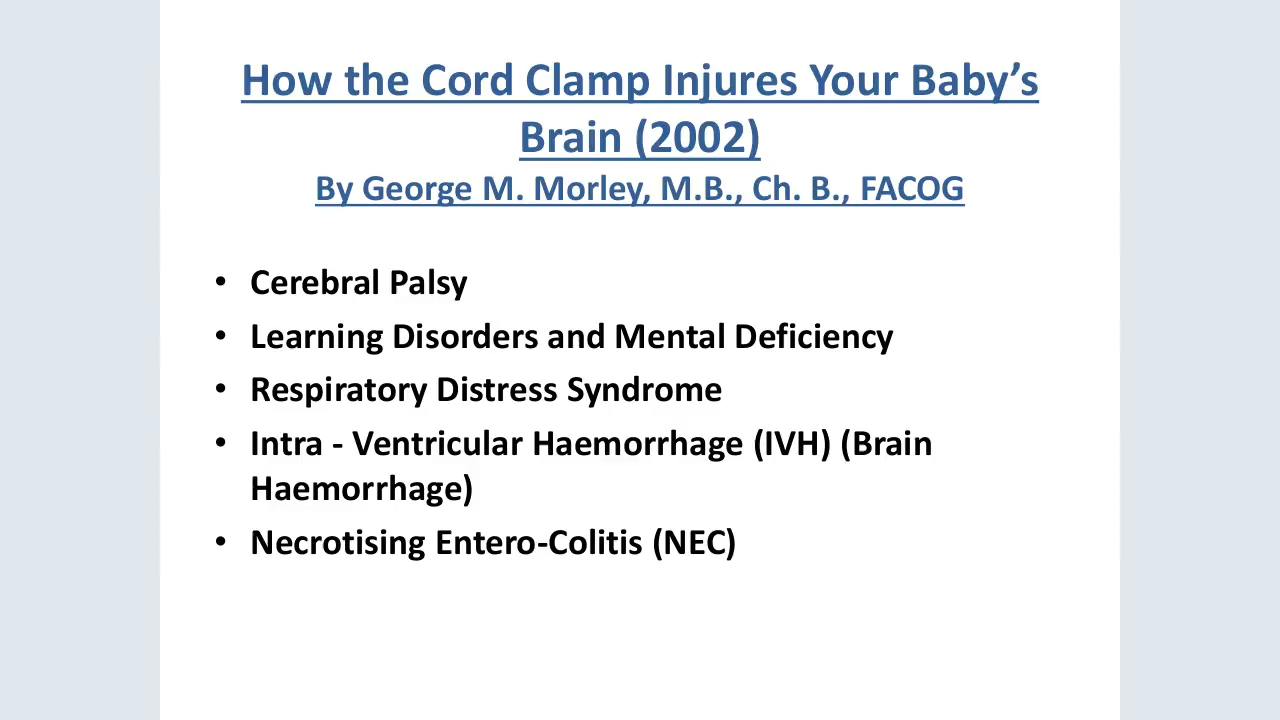 How the Cord Clamp Injures Your Baby’s
Brain (2002)
By George M. Morley, M.B., Ch. B., FACOG
• Cerebral Palsy
• Learning Disorders and Mental Deficiency
• Respiratory Distress Syndrome
• Intra - Ventricular Haemorrhage (IVH) (Brain
Haemorrhage)
• Necrotising Entero-Colitis (NEC)